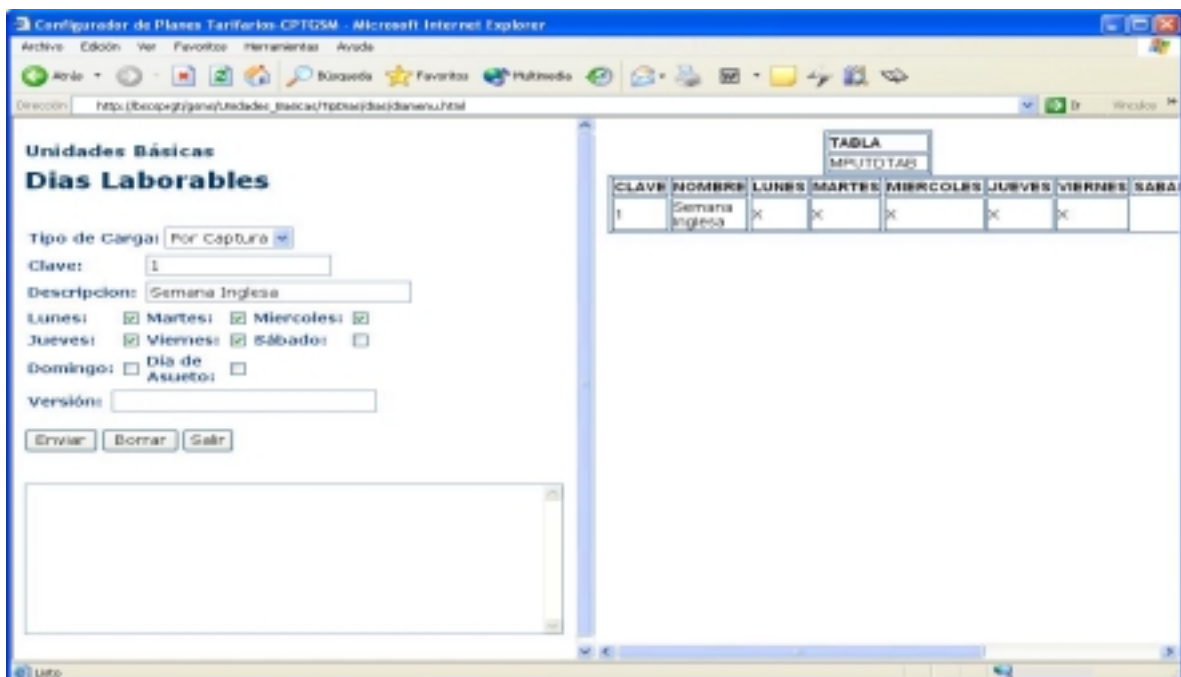 Configurador de Planes Tarifarios-CPTGSM - Microsoft Internet Explorer
Archivo Edición Ver Favoritos Herramientas Ayuda
Atrás Búsqueda Favoritos Multimedia
Dirección Ir Vínculos
Unidades Básicas
Dias Laborables
Tipo de Carga: Por Captura
Clave: 1
Descripcion: Semana Inglesa
Lunes: Martes: Miercoles:
Jueves: Viernes: Sábado:
Domingo: Día de Asueto:
Versión:
Enviar Borrar Salir
TABLA
MPUTOTAB
CLAVE NOMBRE LUNES MARTES MIERCOLES JUEVES VIERNES SABA
1 Semana Inglesa X X X X X
Listo